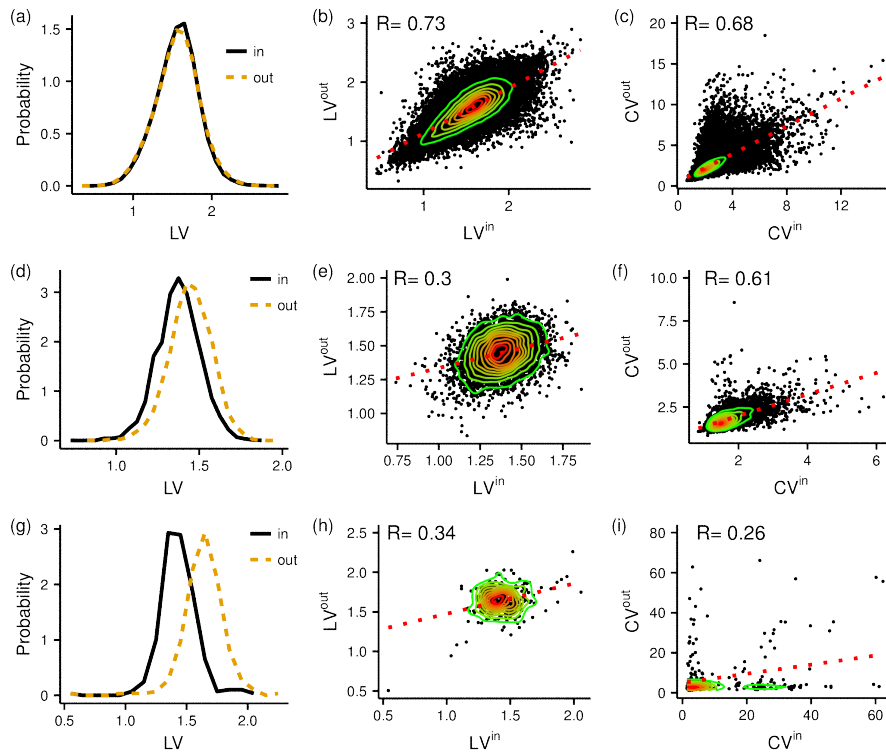 (a)
1.5
1.0
0.5
0.0
Probability
in
out
1
2
LV
(b)
R= 0.73
3
2
1
LV^out
1
2
LV^in
(c)
R= 0.68
20
15
10
5
0
CV^out
0
4
8
12
CV^in
(d)
3
2
1
0
Probability
in
out
1.0
1.5
2.0
LV
(e)
R= 0.3
2.00
1.75
1.50
1.25
1.00
LV^out
0.75
1.00
1.25
1.50
1.75
LV^in
(f)
R= 0.61
10.0
7.5
5.0
2.5
CV^out
2
4
6
CV^in
(g)
3
2
1
0
Probability
in
out
0.5
1.0
1.5
2.0
LV
(h)
R= 0.34
2.5
2.0
1.5
1.0
0.5
LV^out
0.5
1.0
1.5
2.0
LV^in
(i)
R= 0.26
80
60
40
20
0
CV^out
0
20
40
60
CV^in